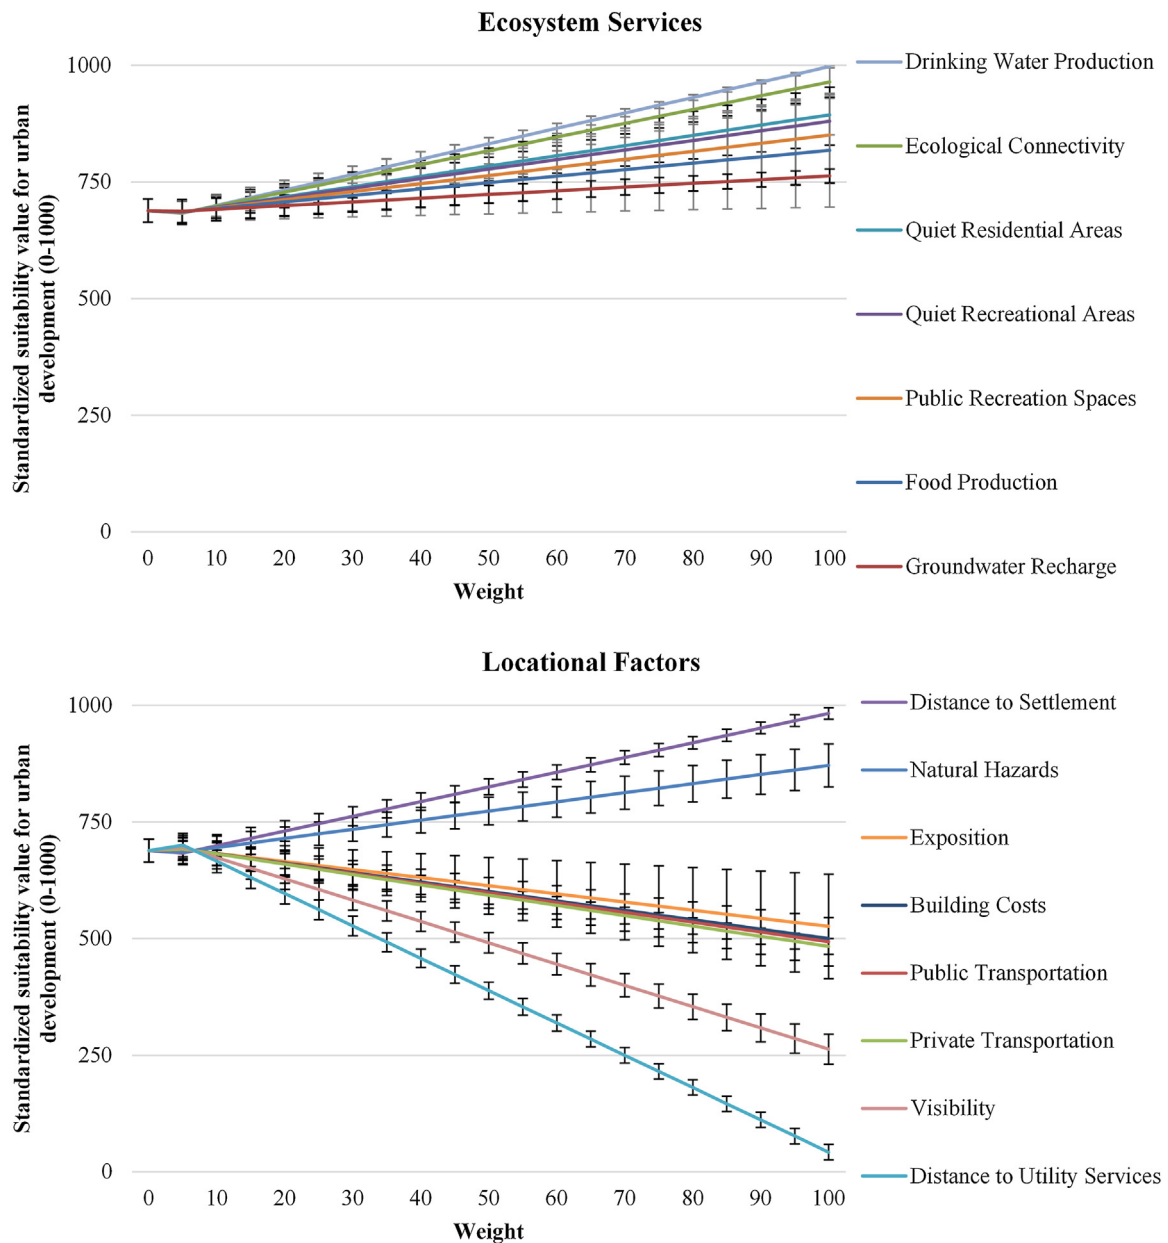 Ecosystem Services
Standardized suitability value for urban
development (0-1000)
1000
750
500
250
0
0 10 20 30 40 50 60 70 80 90 100
Weight
Drinking Water Production
Ecological Connectivity
Quiet Residential Areas
Quiet Recreational Areas
Public Recreation Spaces
Food Production
Groundwater Recharge
Locational Factors
Standardized suitability value for urban
development (0-1000)
1000
750
500
250
0
0 10 20 30 40 50 60 70 80 90 100
Weight
Distance to Settlement
Natural Hazards
Exposition
Building Costs
Public Transportation
Private Transportation
Visibility
Distance to Utility Services